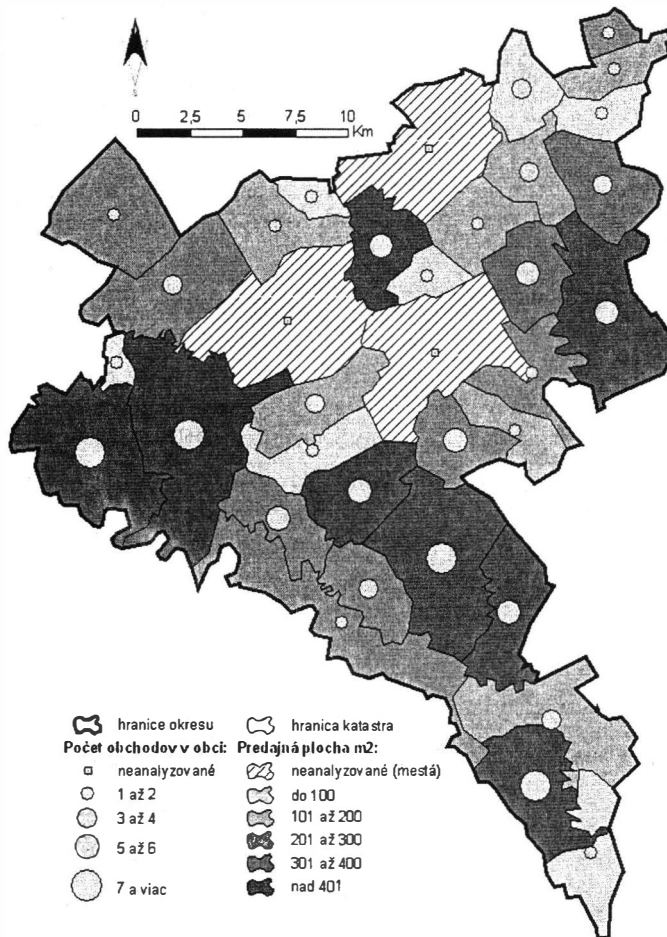 0 2,5 5 7,5 10
Km
hranice okresu
hranica katastra
Počet obchodov v obci:
Predajná plocha m2:
neanalyzované
neanalyzované (mestá)
1 až 2
do 100
3 až 4
101 až 200
5 až 6
201 až 300
301 až 400
7 a viac
nad 401